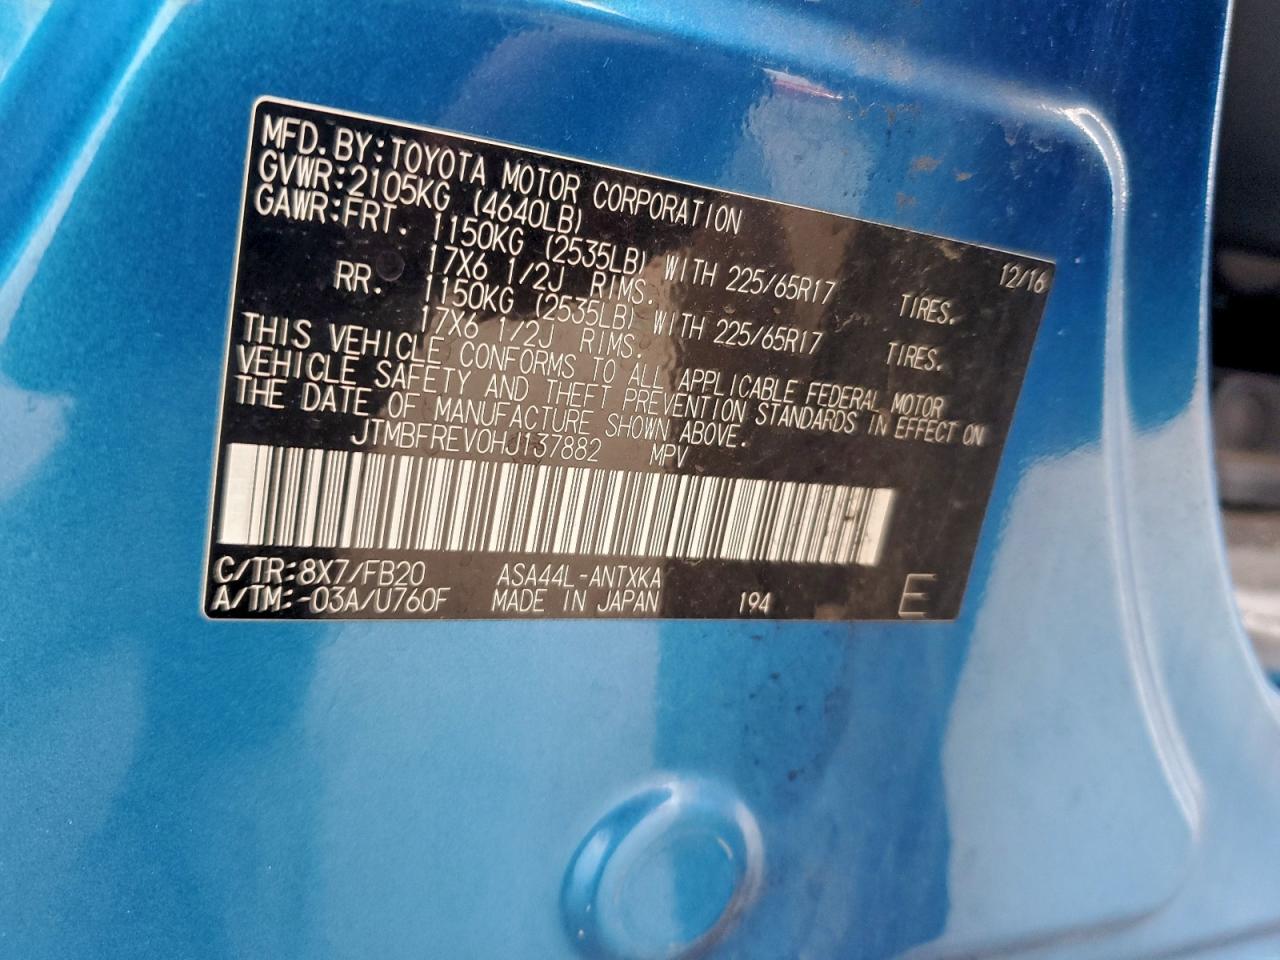 MFD. BY: TOYOTA MOTOR CORPORATION 12/16
GVWR: 2105KG (4640LB)
GAWR: FRT. 1150KG (2535LB) WITH 225/65R17 TIRES.
17X6 1/2J RIMS.
RR. 1150KG (2535LB) WITH 225/65R17 TIRES.
17X6 1/2J RIMS.
THIS VEHICLE CONFORMS TO ALL APPLICABLE FEDERAL MOTOR
VEHICLE SAFETY AND THEFT PREVENTION STANDARDS IN EFFECT ON
THE DATE OF MANUFACTURE SHOWN ABOVE.
JTMBFREV0HJ137882 MPV
C/TR: 8X7/FB20 ASA44L-ANTXKA
A/TM: -03A/U760F MADE IN JAPAN 194 E